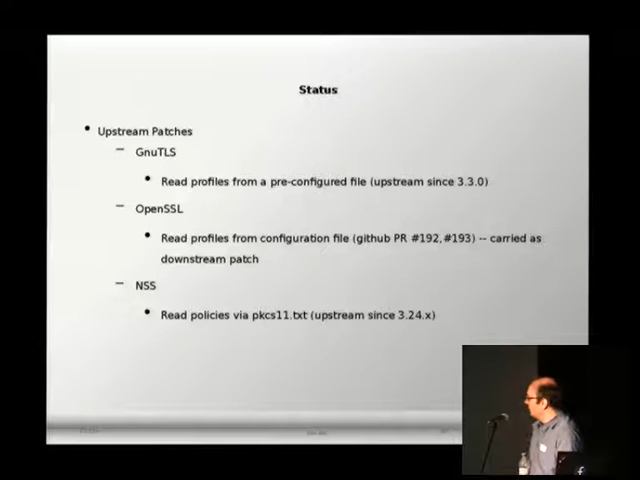 Status
Upstream Patches
GnuTLS
Read profiles from a pre-configured file (upstream since 3.3.0)
OpenSSL
Read profiles from configuration file (github PR #192,#193) -- carried as
downstream patch
NSS
Read policies via pkcs11.txt (upstream since 3.24.x)